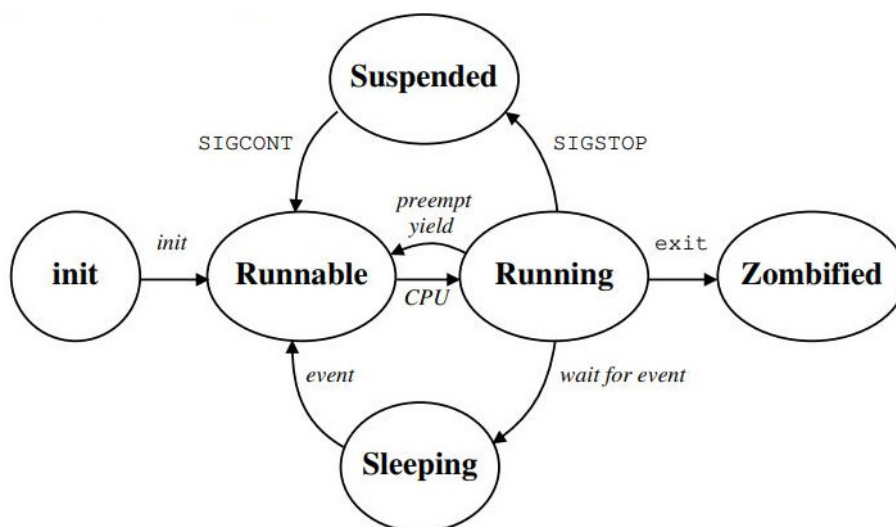 Suspended
SIGCONT
SIGSTOP
preempt
yield
init
init
Runnable
CPU
Running
exit
Zombified
event
wait for event
Sleeping